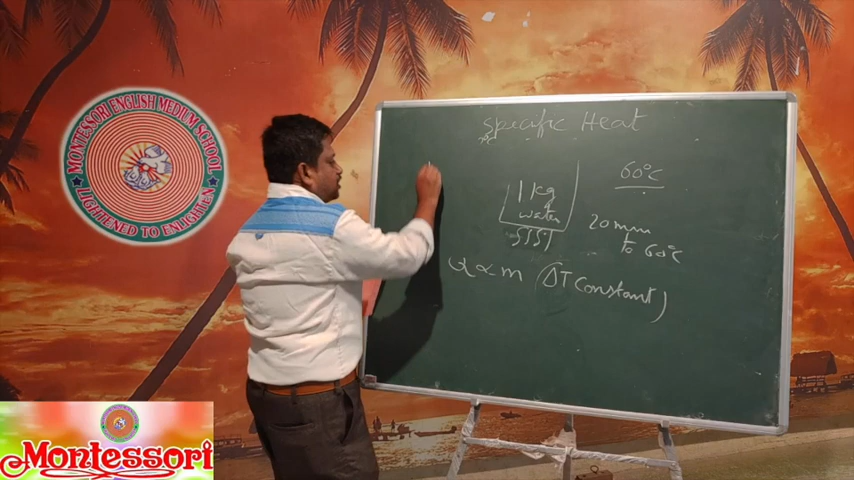 MONTESSORI ENGLISH MEDIUM SCHOOL
LIGHTENED TO ENLIGHTEN
Specific Heat
60°C
1 kg
water
20 min
to 60°C
Q ∝ m (ΔT Constant)
Montessori